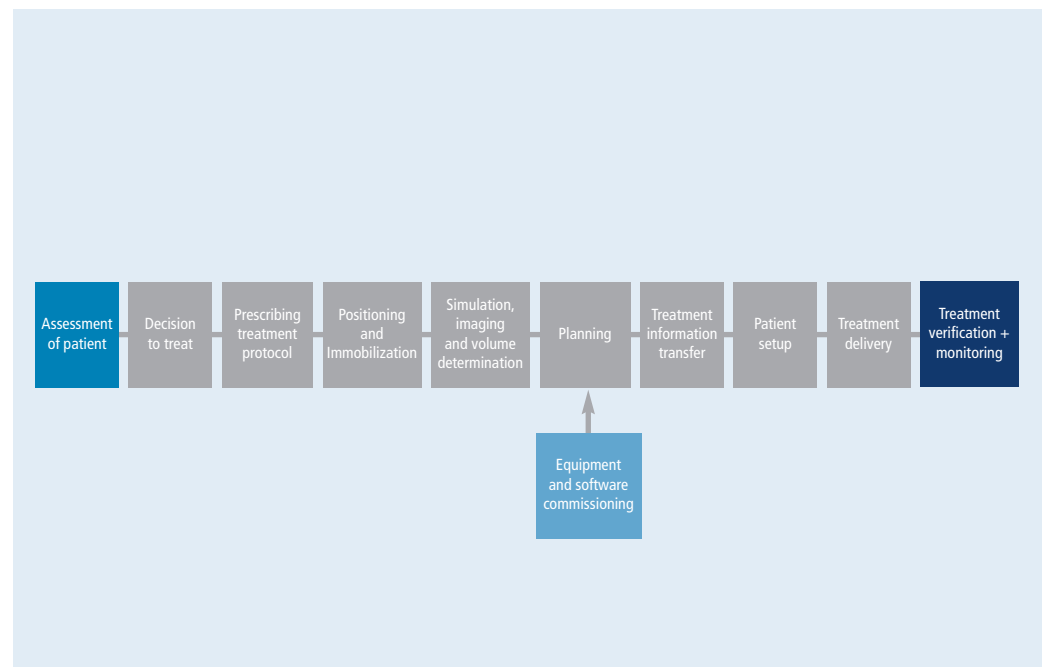 Assessment
of patient
Decision
to treat
Prescribing
treatment
protocol
Positioning
and
Immobilization
Simulation,
imaging
and volume
determination
Planning
Treatment
information
transfer
Patient
setup
Treatment
delivery
Treatment
verification +
monitoring
Equipment
and software
commissioning